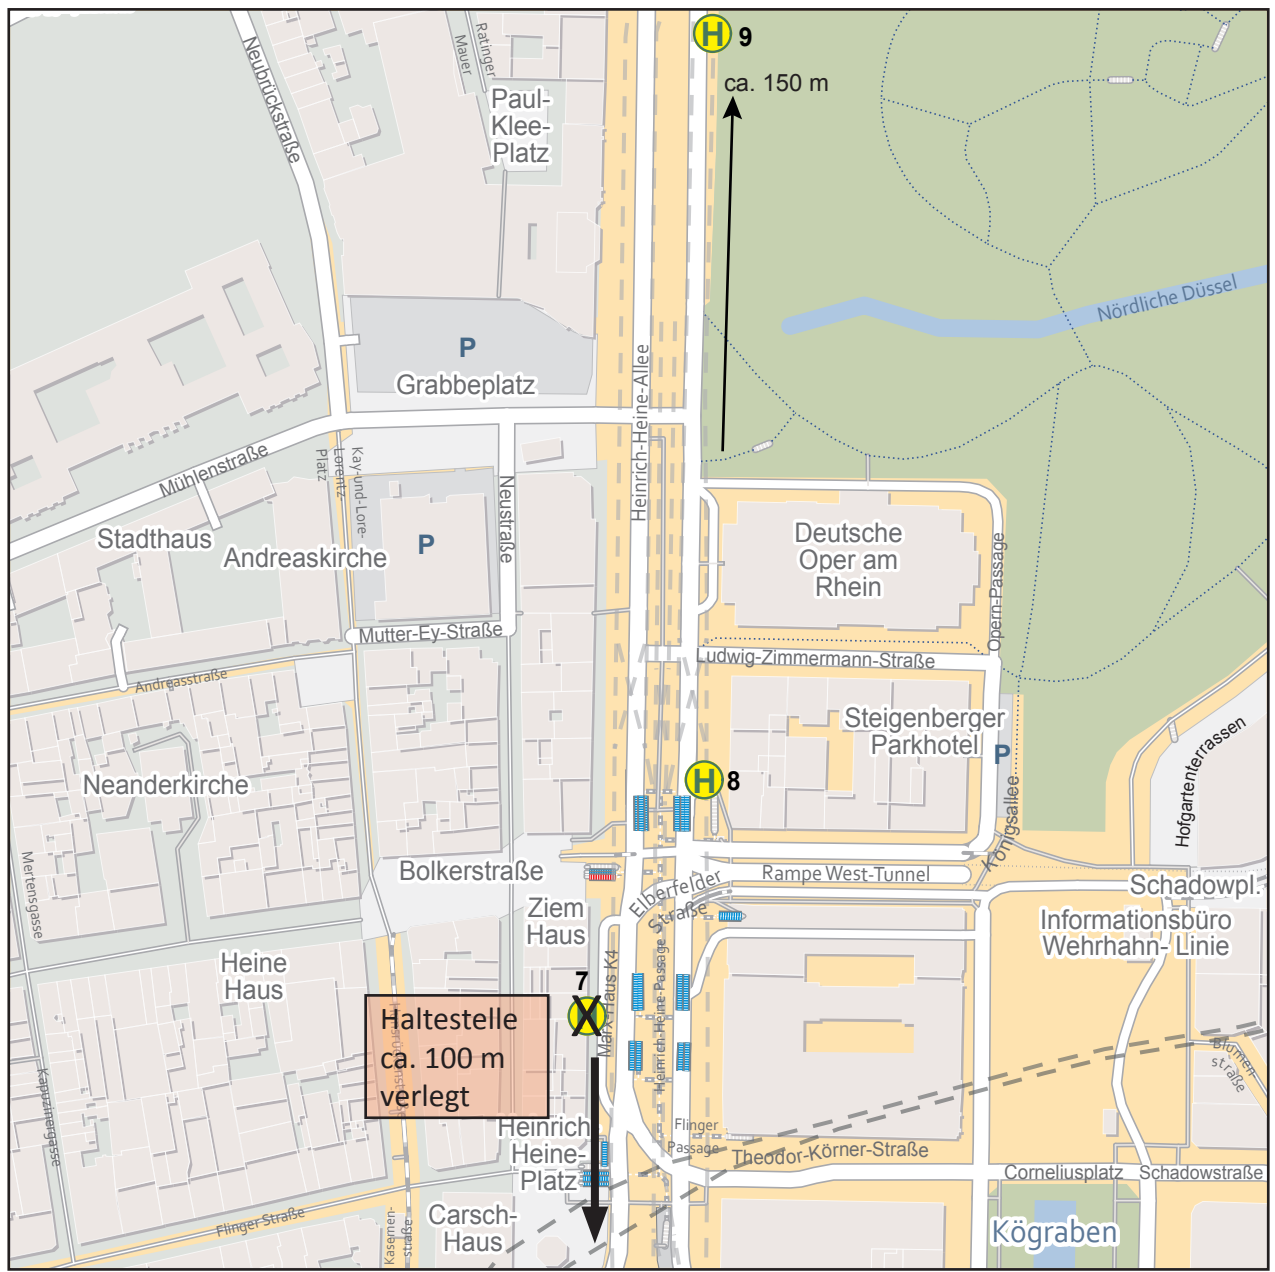 H 9
ca. 150 m
Neubrückstraße
Ratinger
Mauer
Paul-
Klee-
Platz
Nördliche Düssel
P
Grabbeplatz
Heinrich-Heine-Allee
Mühlenstraße
Kay-und-Lore-
Lorentz
Platz
Neustraße
Stadthaus
Andreaskirche
P
Deutsche
Oper am
Rhein
Opern-Passage
Mutter-Ey-Straße
Ludwig-Zimmermann-Straße
Andreasstraße
Steigenberger
Parkhotel
P
Hofgartenterrassen
Neanderkirche
H 8
Königsallee
Mertensgasse
Bolkerstraße
Rampe West-Tunnel
Elberfelder
Straße
Schadowpl.
Ziem
Haus
Informationsbüro
Wehrhahn- Linie
Heine
Haus
7
Marx-Haus K4
Heinrich-Heine-Passage
Haltestelle
ca. 100 m
verlegt
Blumen-
straße
Kapuzinergasse
Heinrich
Heine-
Platz
Flinger
Passage
Theodor-Körner-Straße
Corneliusplatz
Schadowstraße
Flinger Straße
Kasernen-
straße
Carsch-
Haus
Kögraben